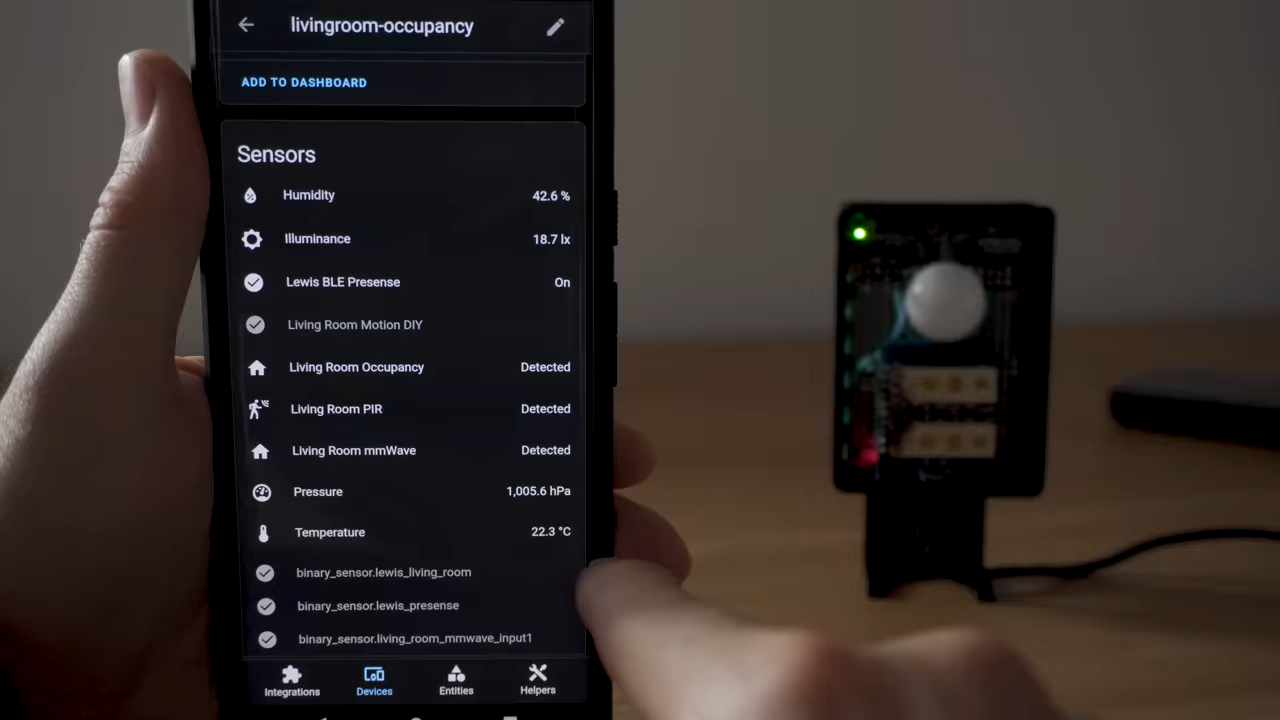 livingroom-occupancy
ADD TO DASHBOARD
Sensors
Humidity 42.6 %
Illuminance 18.7 lx
Lewis BLE Presense On
Living Room Motion DIY
Living Room Occupancy Detected
Living Room PIR Detected
Living Room mmWave Detected
Pressure 1,005.6 hPa
Temperature 22.3 °C
binary_sensor.lewis_living_room
binary_sensor.lewis_presense
binary_sensor.living_room_mmwave_input1
Integrations Devices Entities Helpers